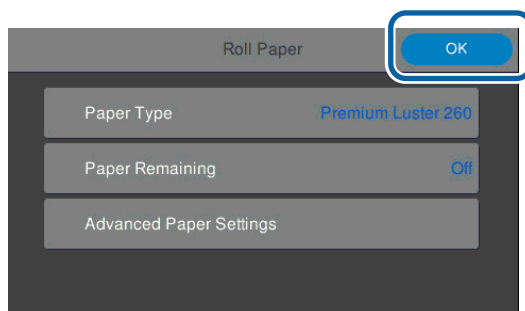 Roll Paper
OK
Paper Type Premium Luster 260
Paper Remaining Off
Advanced Paper Settings